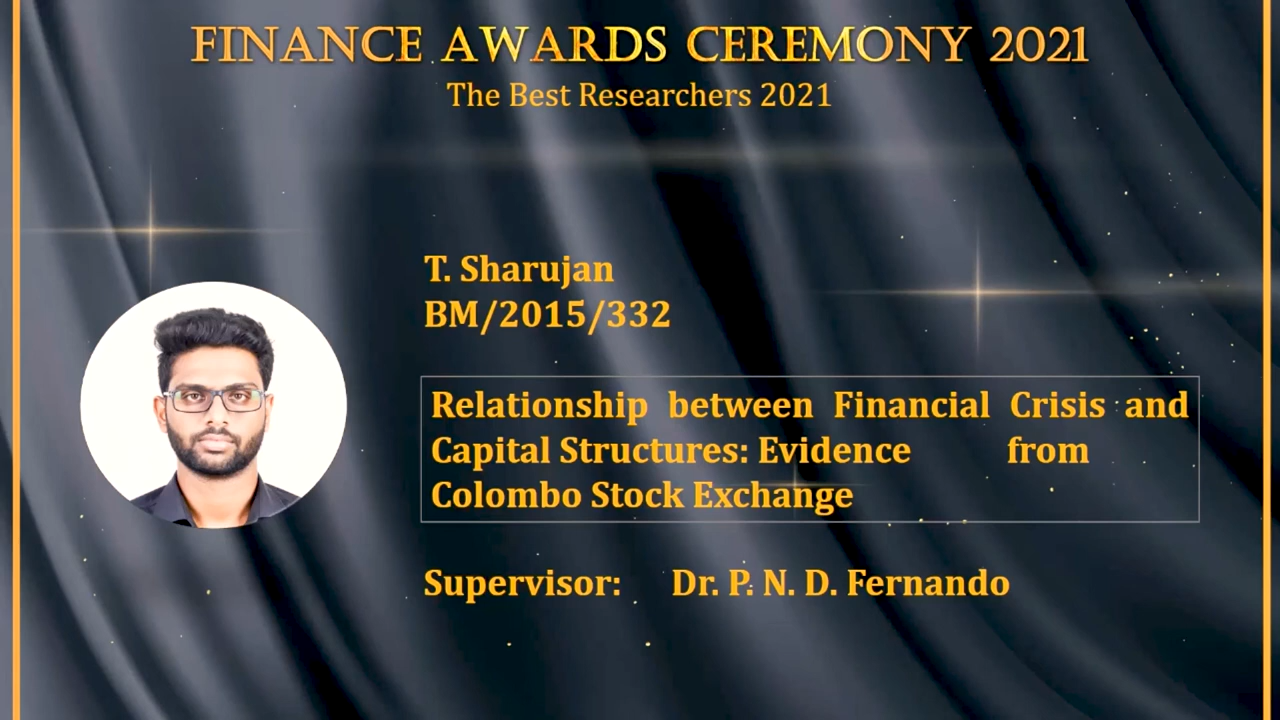 FINANCE AWARDS CEREMONY 2021
The Best Researchers 2021
T. Sharujan
BM/2015/332
Relationship between Financial Crisis and
Capital Structures: Evidence from
Colombo Stock Exchange
Supervisor: Dr. P. N. D. Fernando